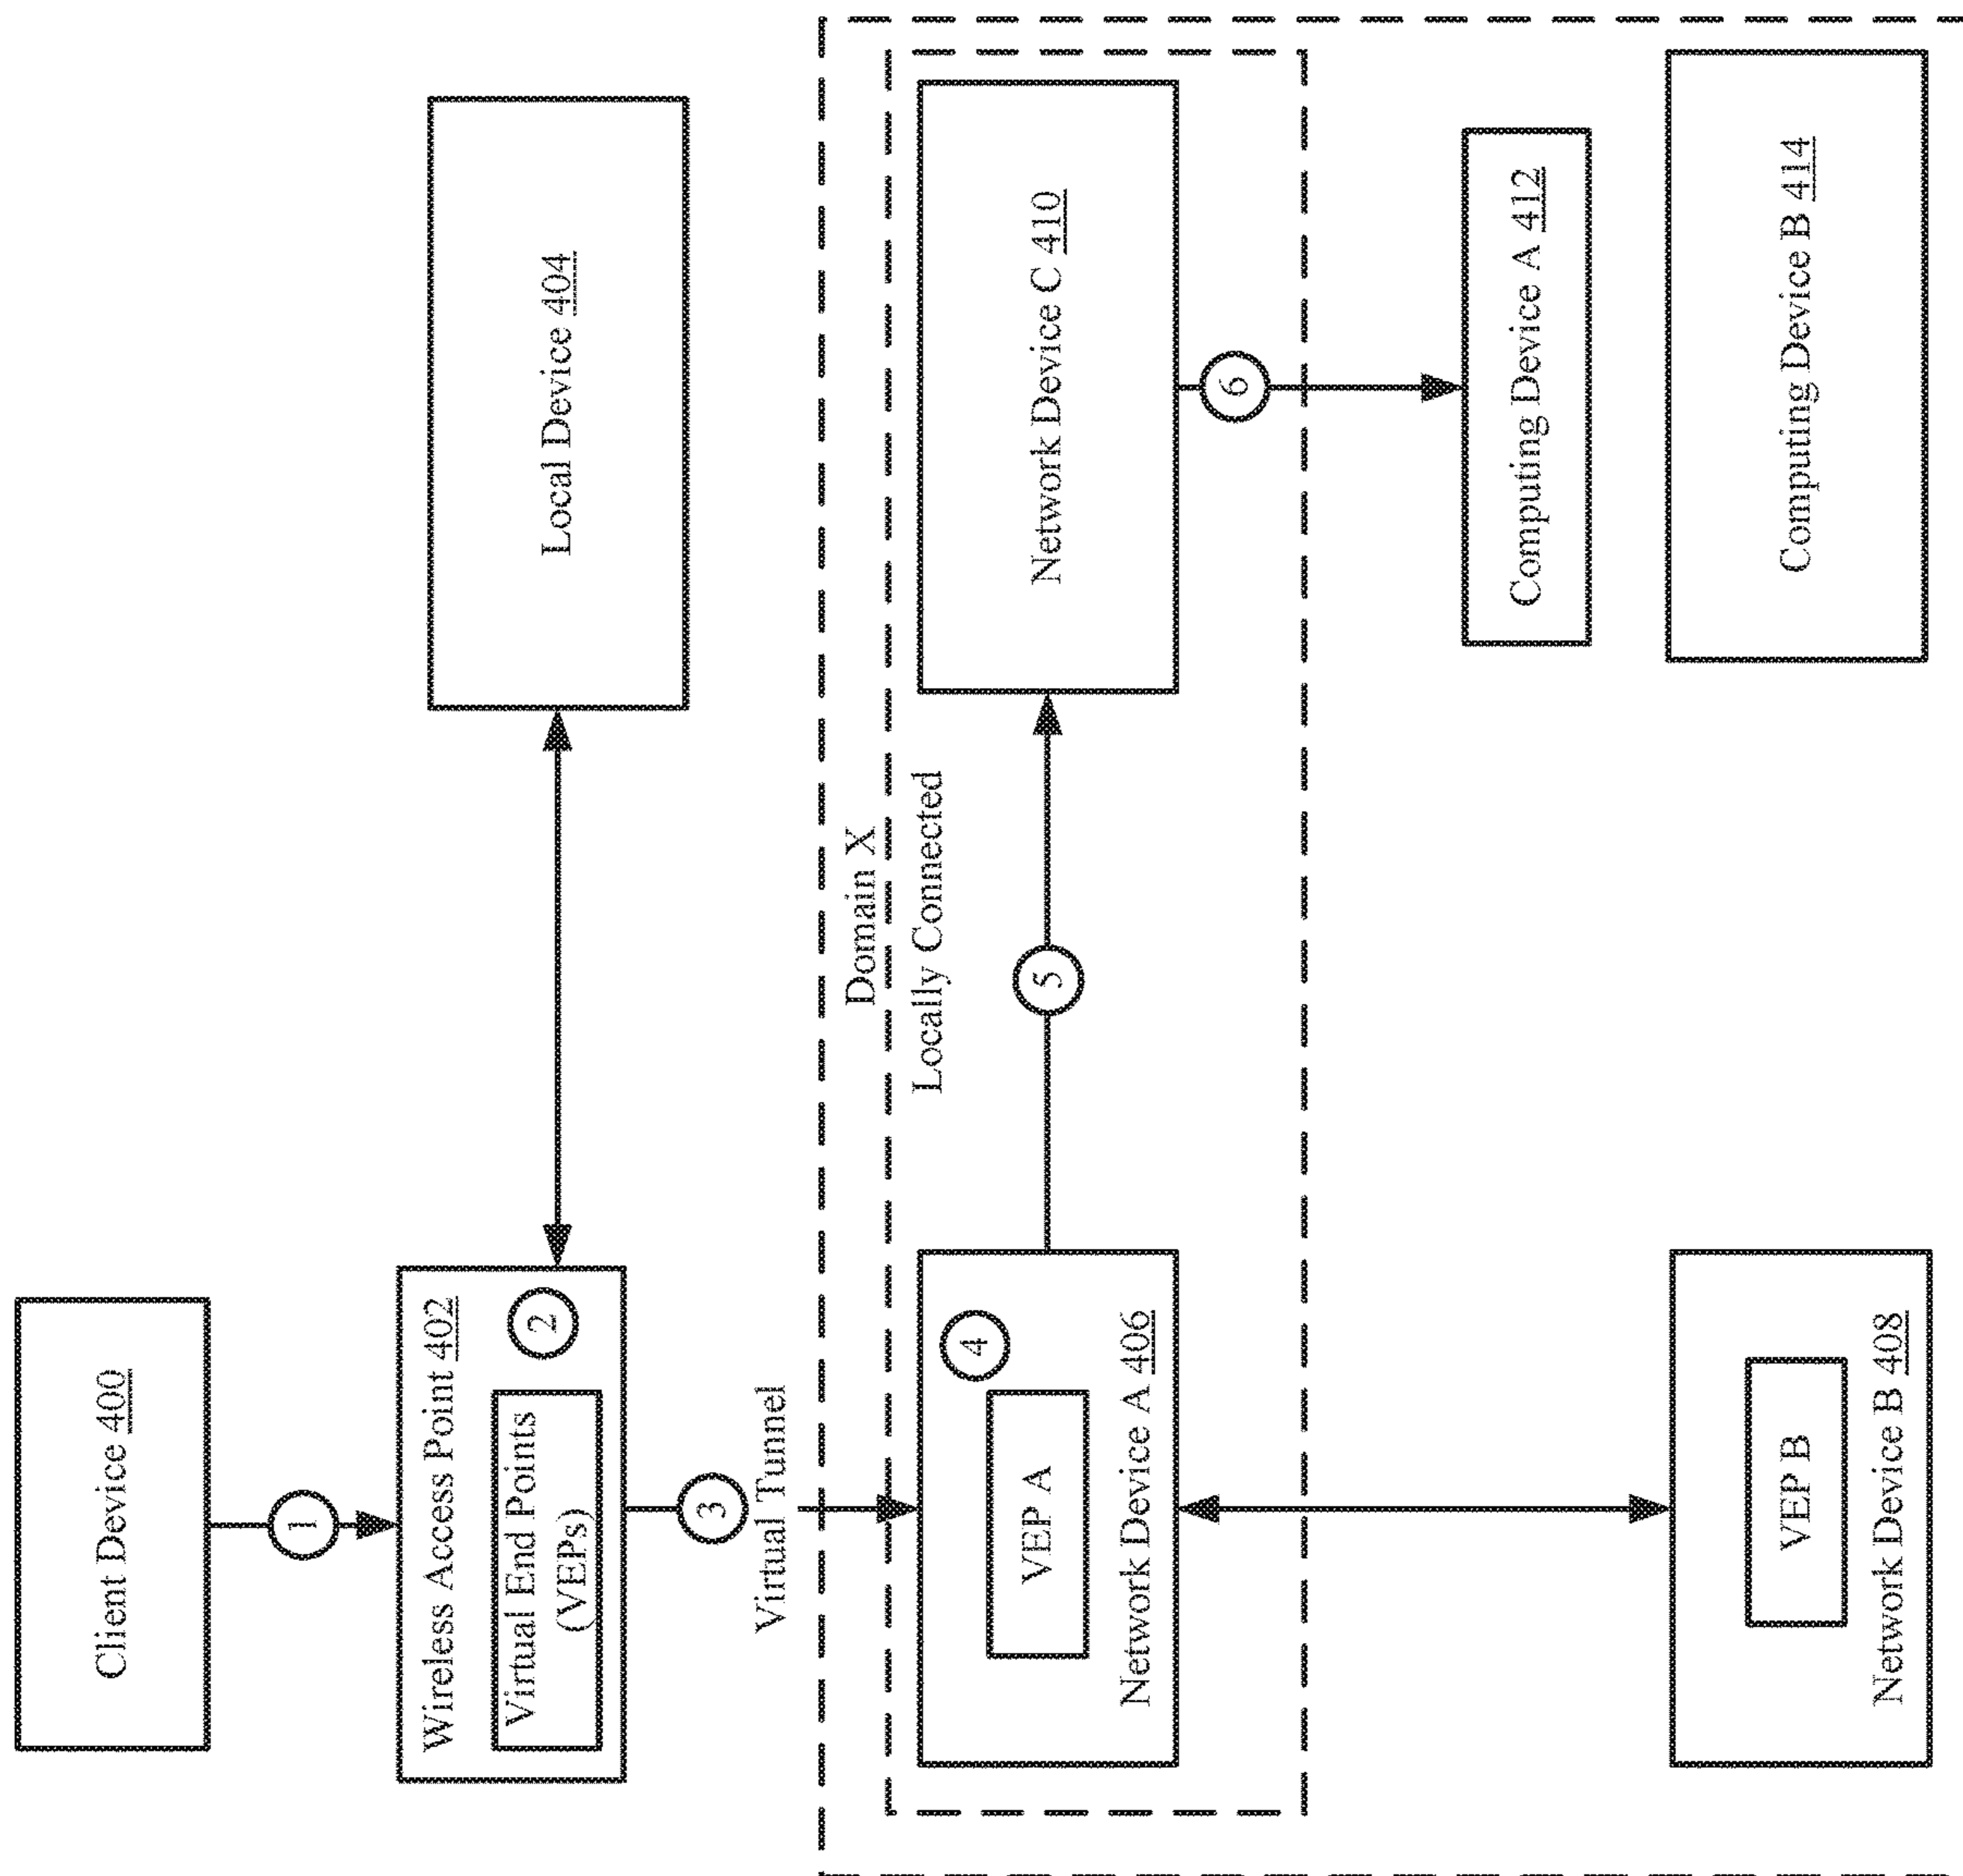 Client Device 400
1
Wireless Access Point 402
2
Virtual End Points
(VEPs)
Local Device 404
3
Virtual Tunnel
Domain X
Locally Connected
4
VEP A
Network Device A 406
5
Network Device C 410
6
Computing Device A 412
VEP B
Network Device B 408
Computing Device B 414